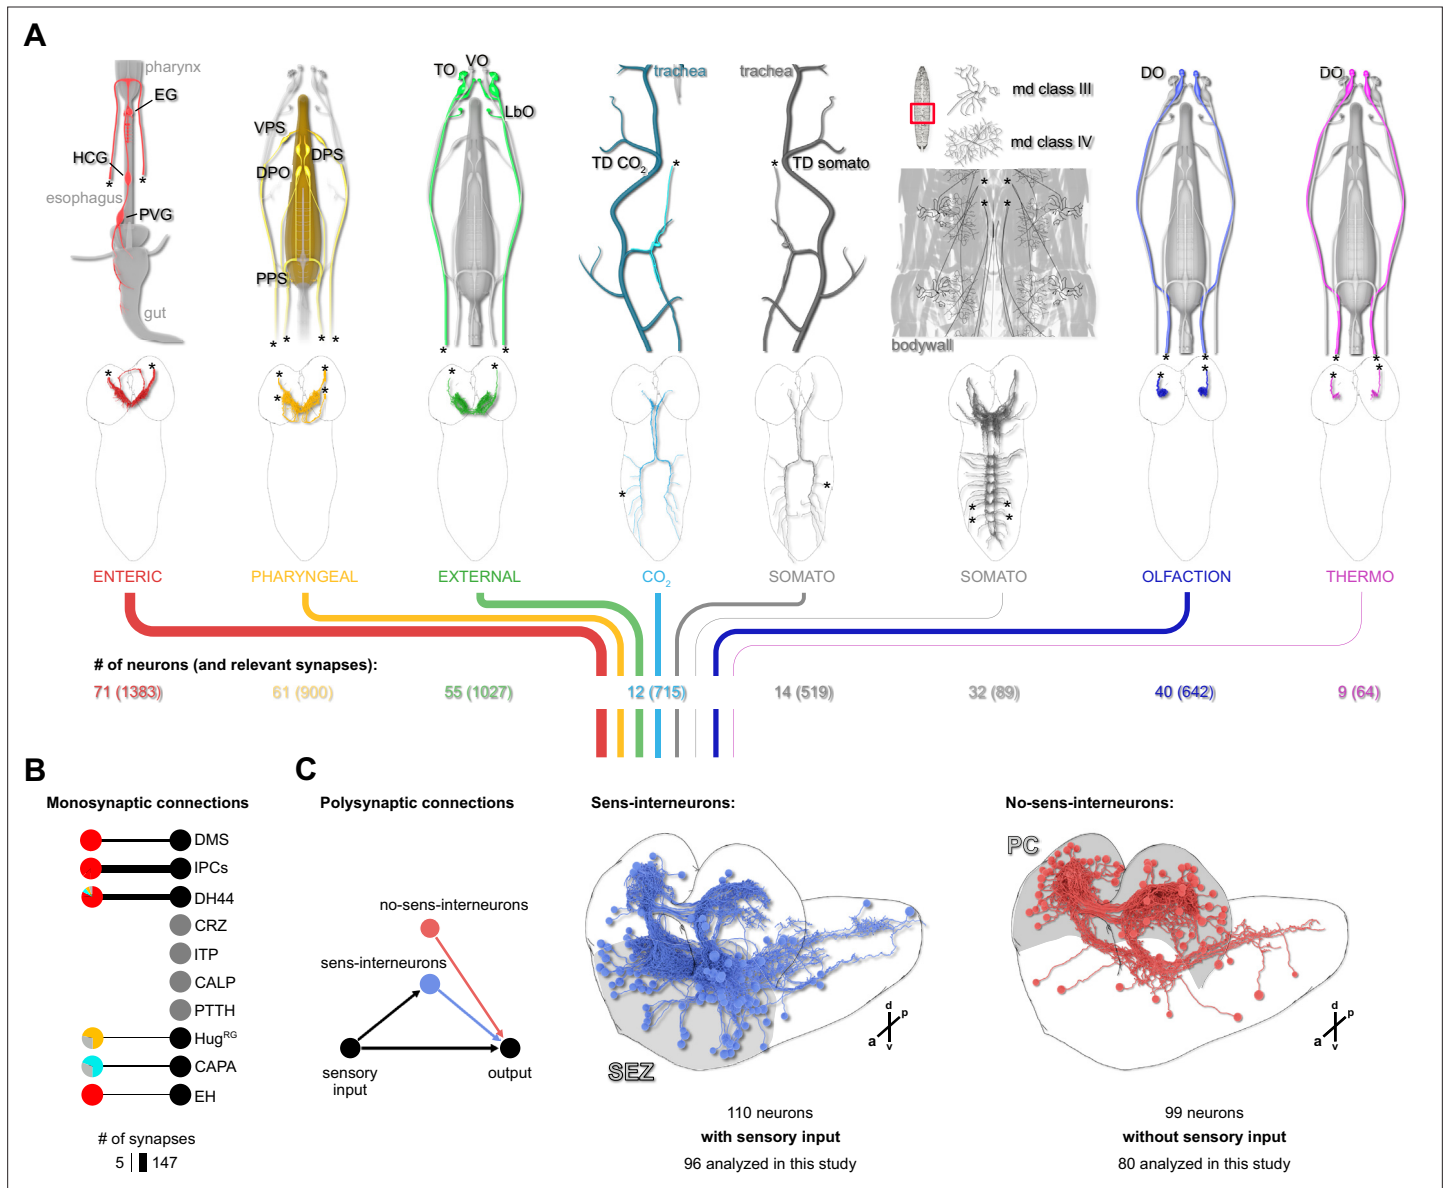 A
pharynx
EG
HCG
esophagus
PVG
gut
VPS
DPS
DPO
PPS
TO
VO
LbO
trachea
TD CO2
trachea
TD somato
md class III
md class IV
bodywall
DO
DO
ENTERIC
PHARYNGEAL
EXTERNAL
CO2
SOMATO
SOMATO
OLFACTION
THERMO
# of neurons (and relevant synapses):
71 (1383)
61 (900)
55 (1027)
12 (715)
14 (519)
32 (89)
40 (642)
9 (64)
B
Monosynaptic connections
DMS
IPCs
DH44
CRZ
ITP
CALP
PTTH
HugRG
CAPA
EH
# of synapses
5 147
C
Polysynaptic connections
no-sens-interneurons
sens-interneurons
sensory
input
output
Sens-interneurons:
SEZ
d
p
a
v
110 neurons
with sensory input
96 analyzed in this study
No-sens-interneurons:
PC
d
p
a
v
99 neurons
without sensory input
80 analyzed in this study